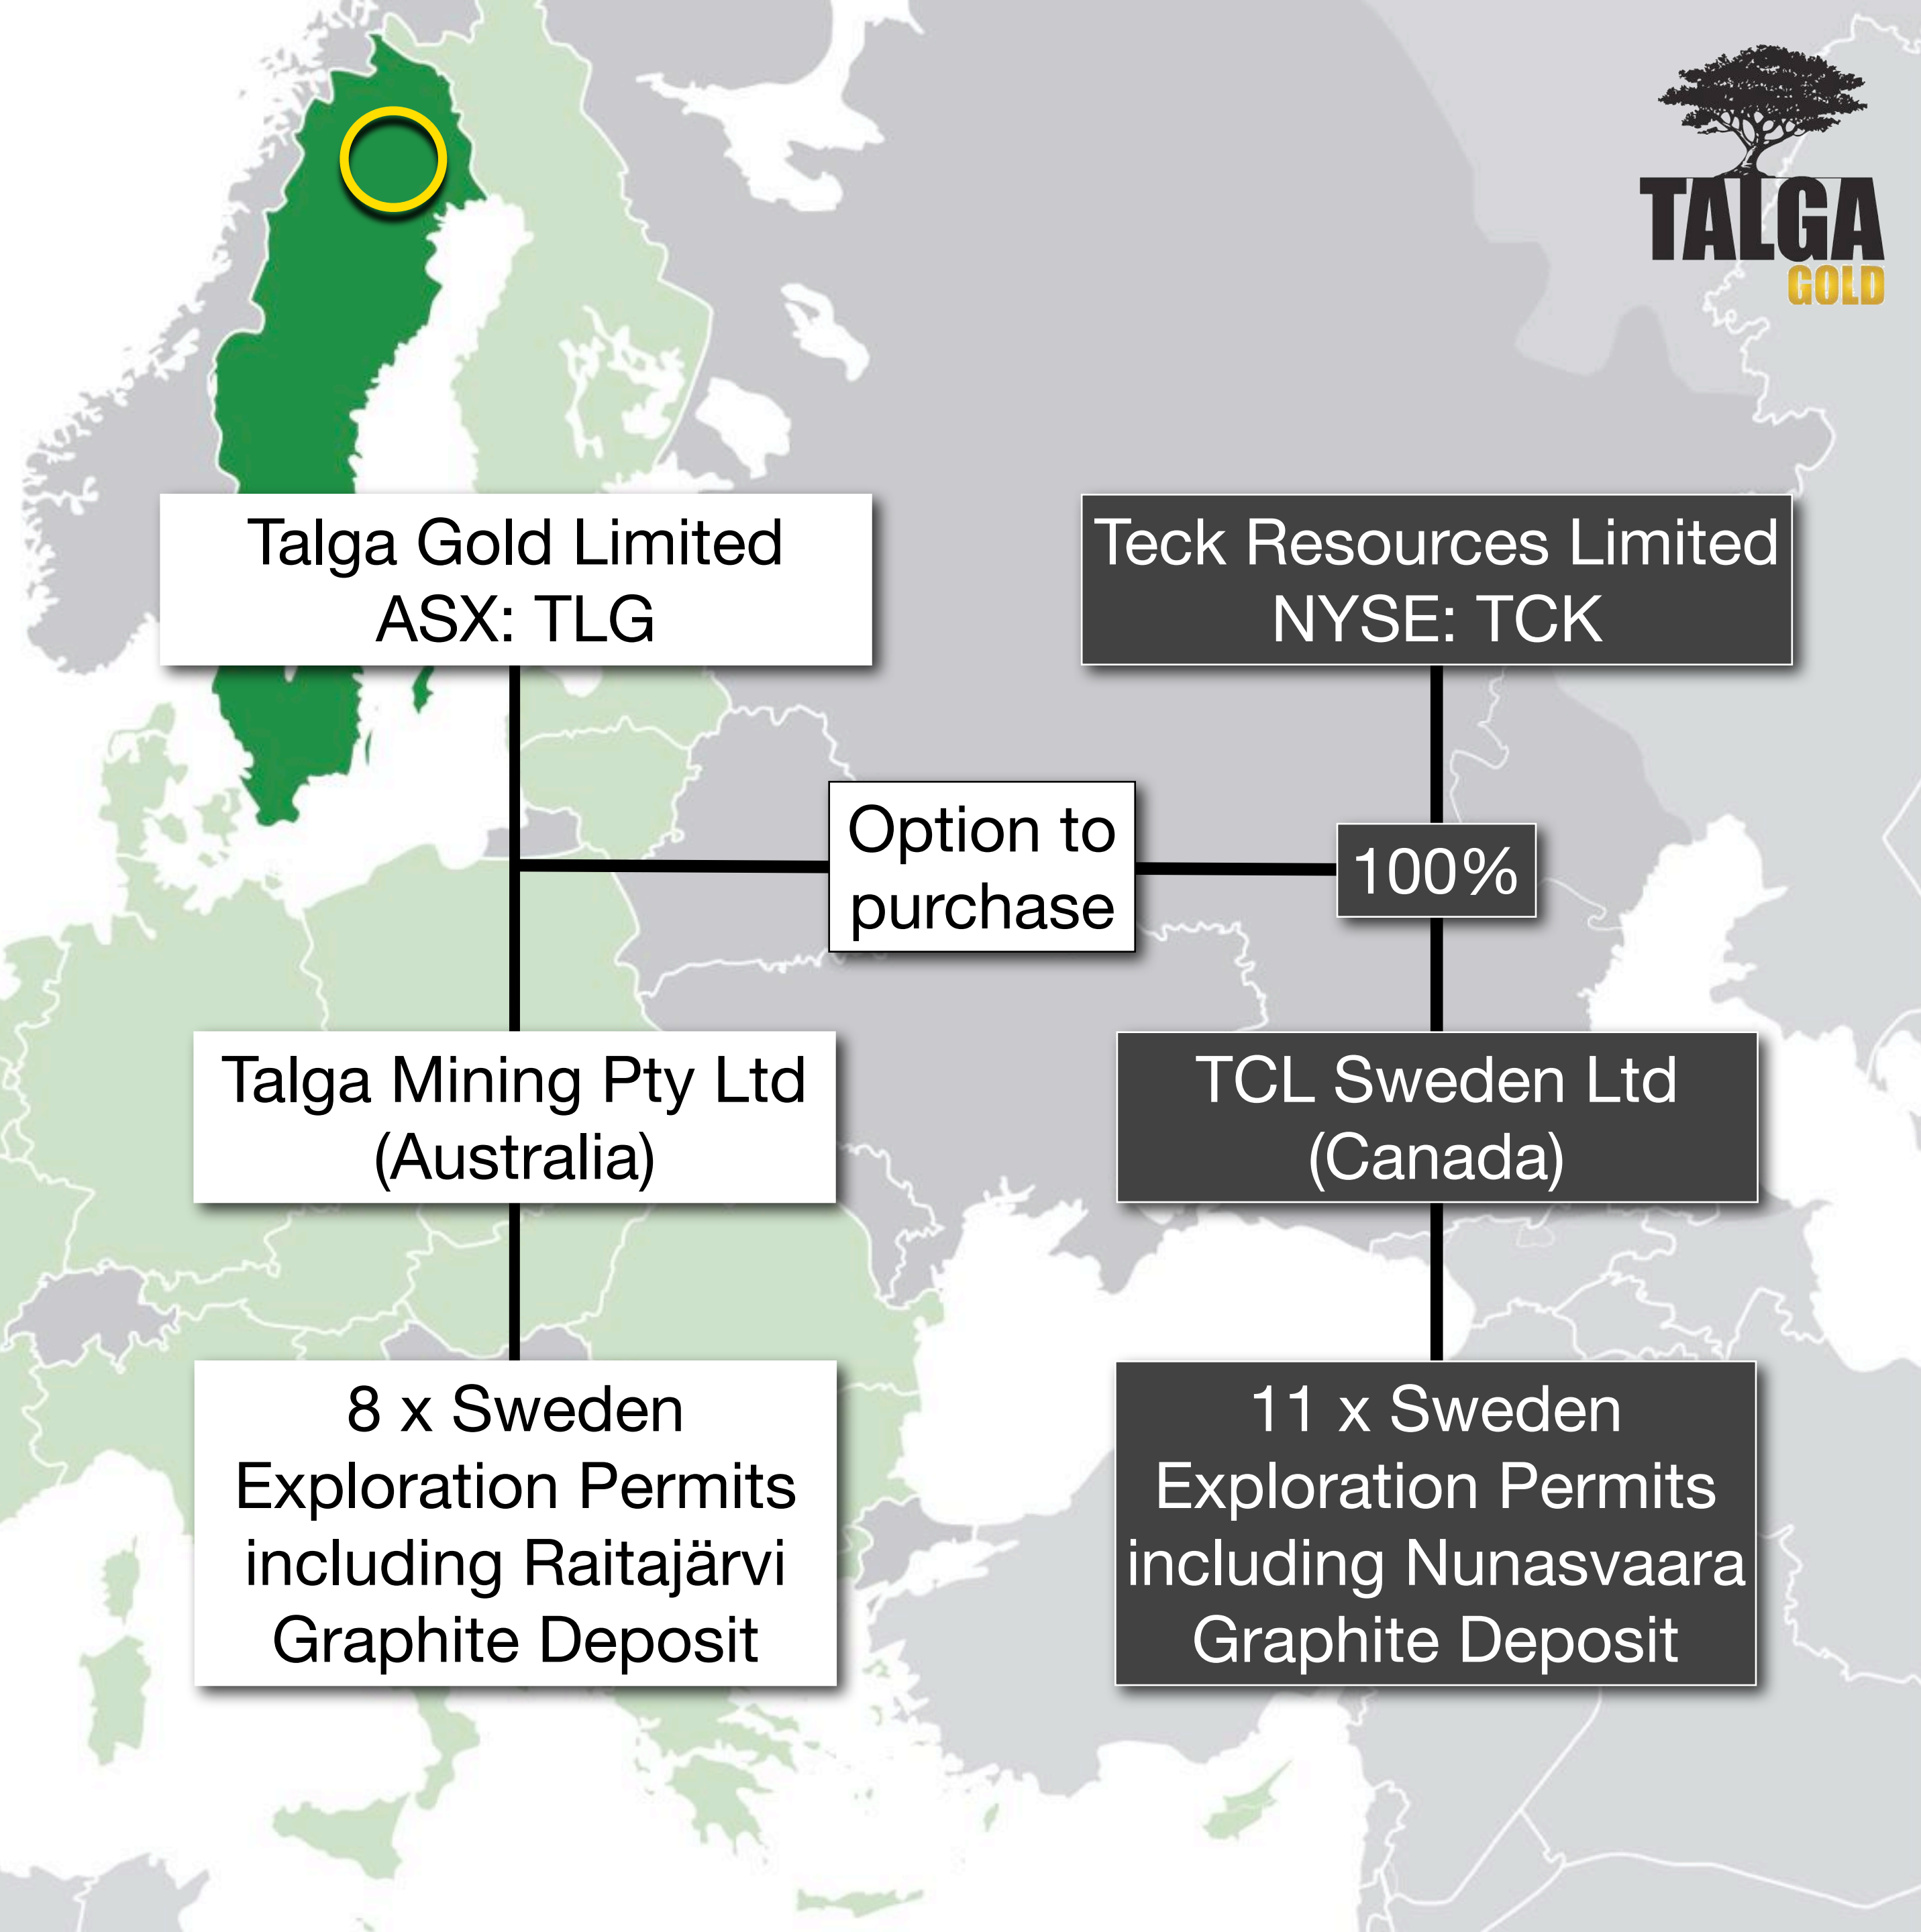 TALGA
GOLD
Talga Gold Limited
ASX: TLG
Teck Resources Limited
NYSE: TCK
Option to
purchase
100%
Talga Mining Pty Ltd
(Australia)
TCL Sweden Ltd
(Canada)
8 x Sweden
Exploration Permits
including Raitajärvi
Graphite Deposit
11 x Sweden
Exploration Permits
including Nunasvaara
Graphite Deposit